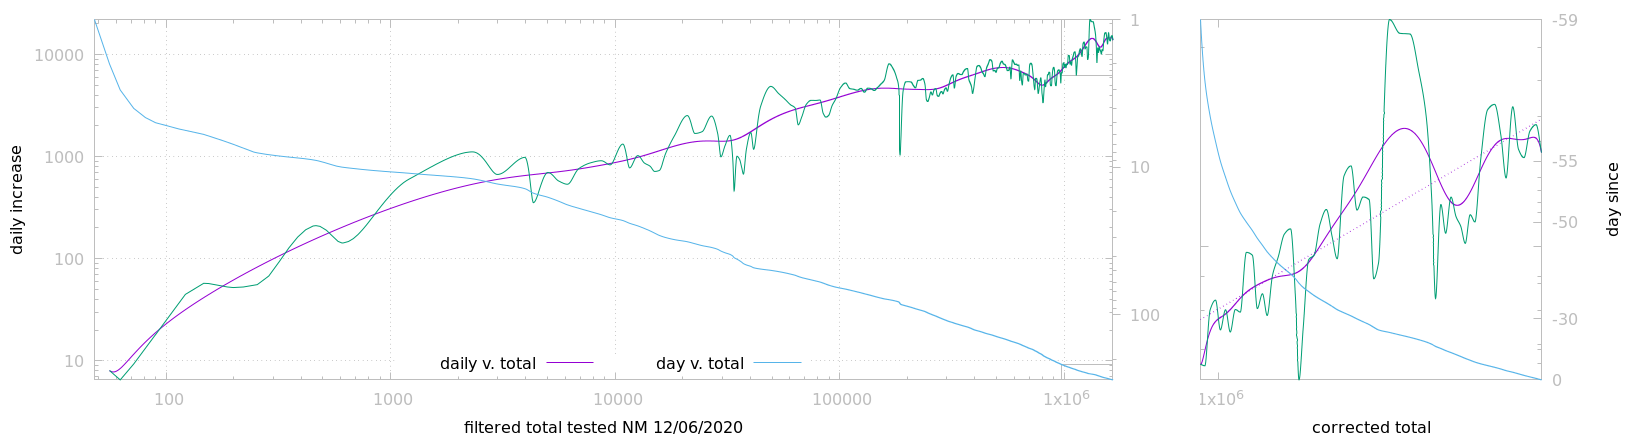 daily increase
10000
1000
100
10
100
1000
10000
100000
1x10^6
filtered total tested NM 12/06/2020
daily v. total
day v. total
1
10
100
1x10^6
corrected total
-59
-55
-50
-30
0
day since